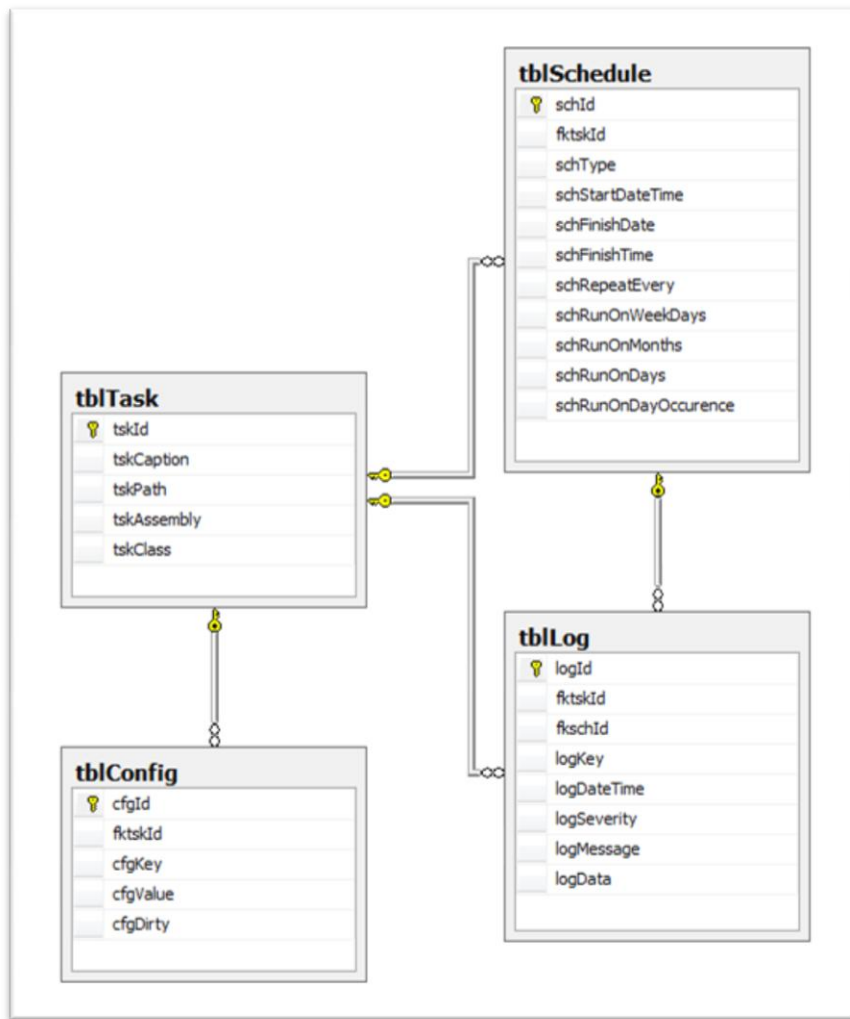 tblSchedule
schId
fktskId
schType
schStartDateTime
schFinishDate
schFinishTime
schRepeatEvery
schRunOnWeekDays
schRunOnMonths
schRunOnDays
schRunOnDayOccurence
tblTask
tskId
tskCaption
tskPath
tskAssembly
tskClass
tblLog
logId
fktskId
fkschId
logKey
logDateTime
logSeverity
logMessage
logData
tblConfig
cfgId
fktskId
cfgKey
cfgValue
cfgDirty